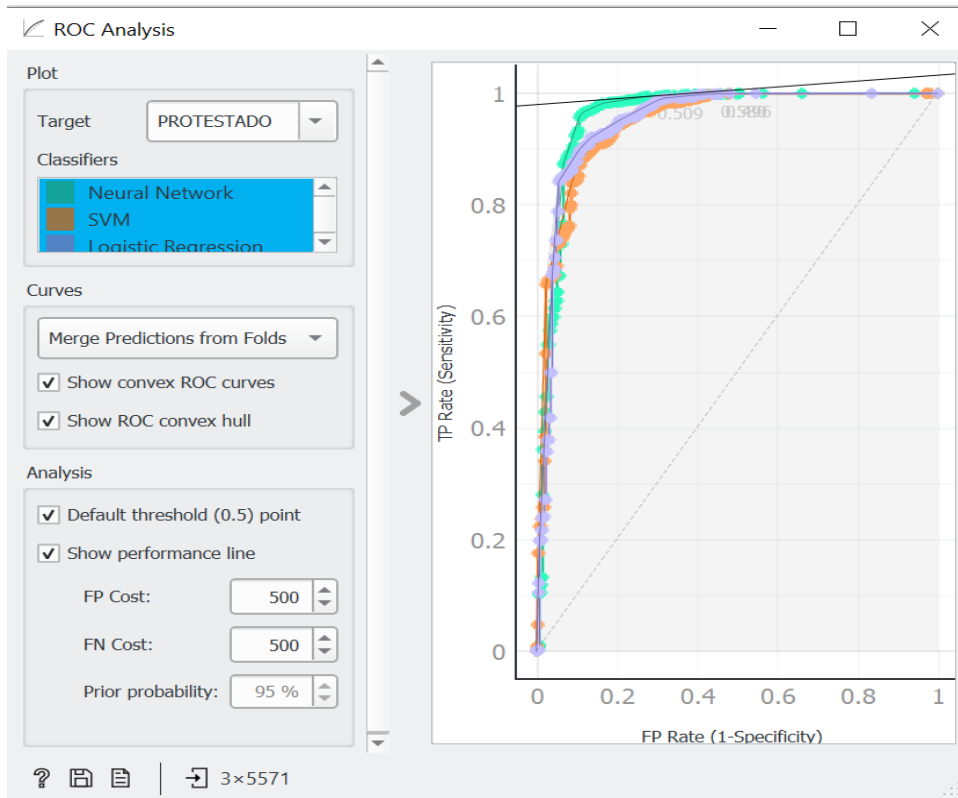 ROC Analysis
Plot
Target
PROTESTADO
Classifiers
Neural Network
SVM
Logistic Regression
Curves
Merge Predictions from Folds
Show convex ROC curves
Show ROC convex hull
Analysis
Default threshold (0.5) point
Show performance line
FP Cost: 500
FN Cost: 500
Prior probability: 95 %
3×5571
TP Rate (Sensitivity)
1
0.8
0.6
0.4
0.2
0
0.509
0 0.2 0.4 0.6 0.8 1
FP Rate (1-Specificity)